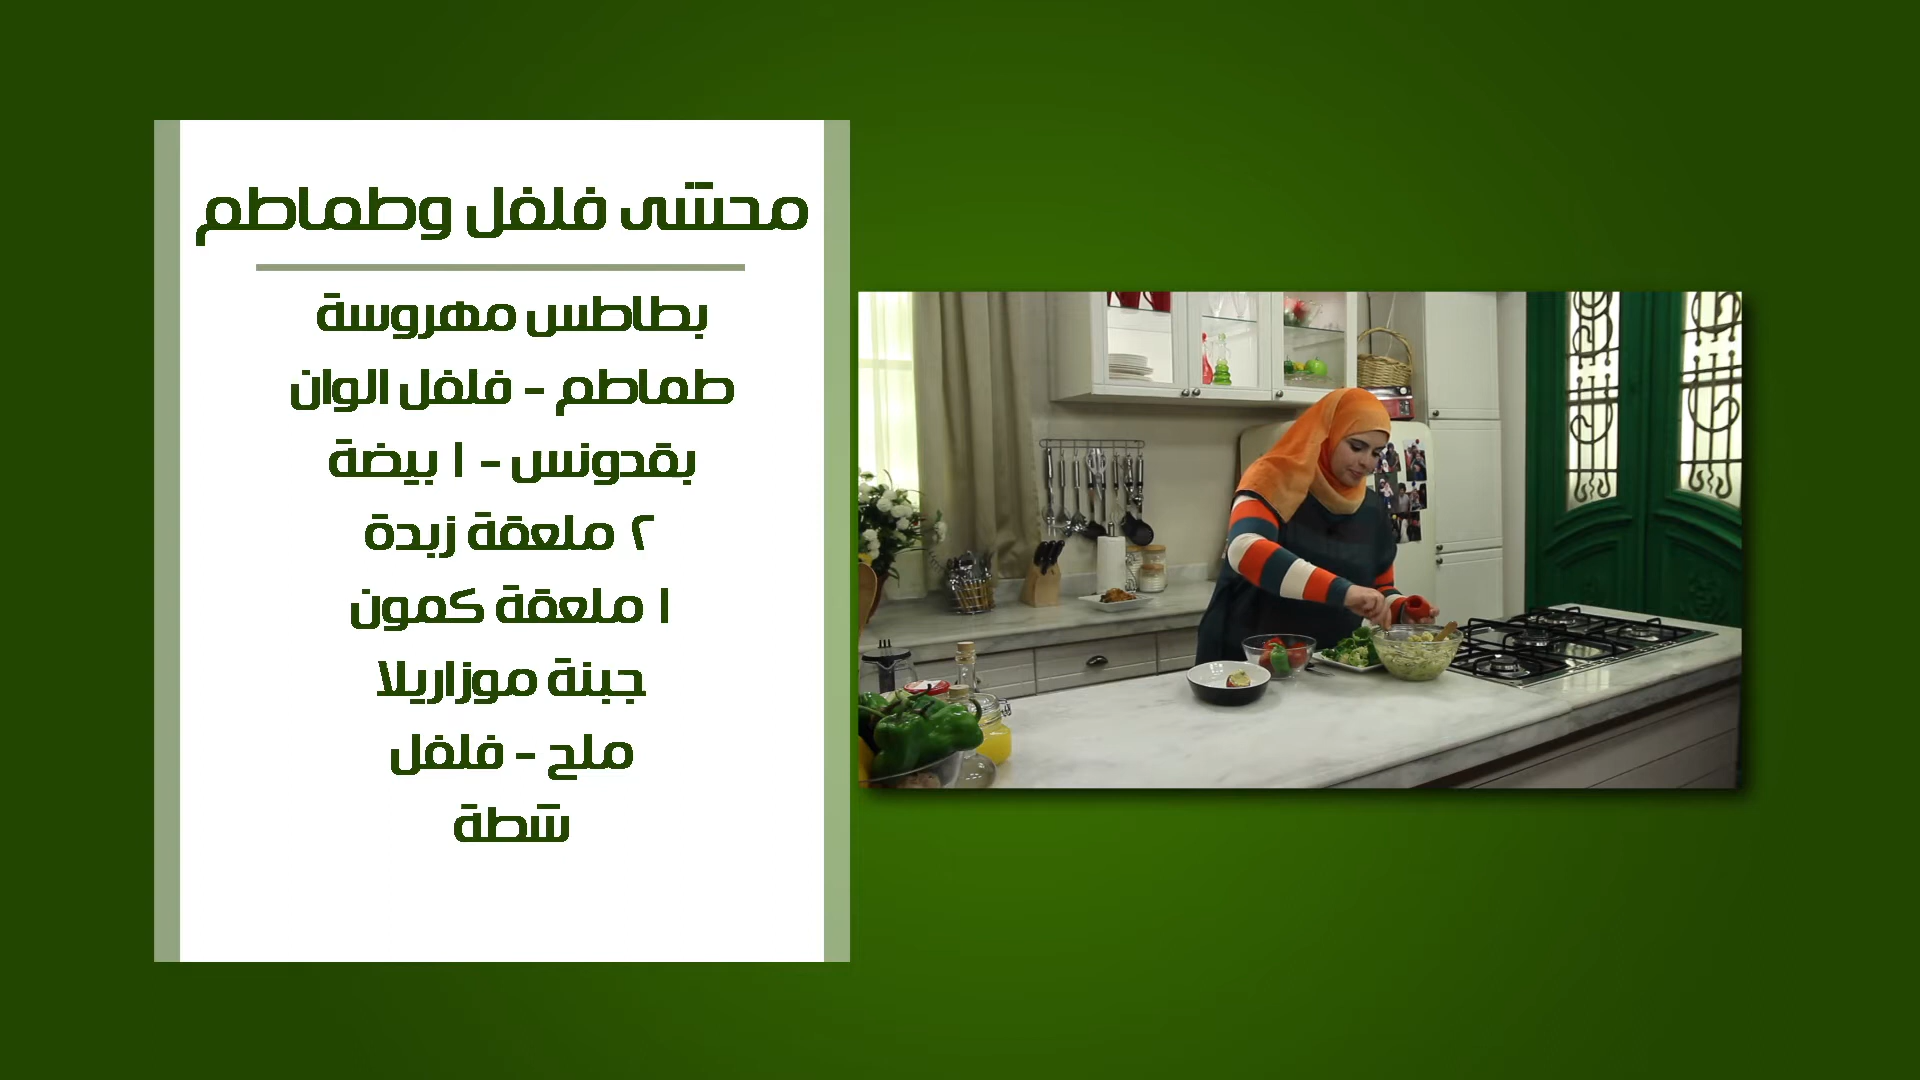 محشى فلفل وطماطم
بطاطس مهروسة
طماطم - فلفل الوان
بقدونس - ١ بيضة
٢ ملعقة زبدة
١ ملعقة كمون
جبنة موزاريلا
ملح - فلفل
شطة